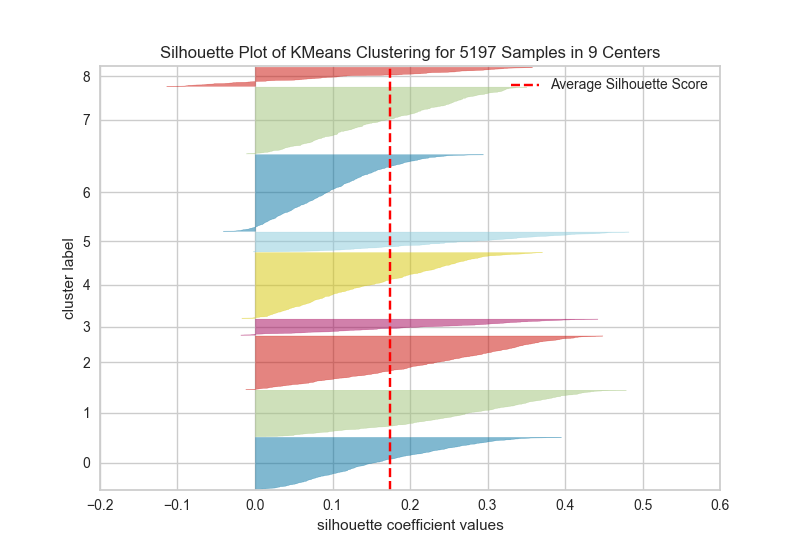 Silhouette Plot of KMeans Clustering for 5197 Samples in 9 Centers
Average Silhouette Score
8
7
6
5
4
3
2
1
0
cluster label
−0.2 −0.1 0.0 0.1 0.2 0.3 0.4 0.5 0.6
silhouette coefficient values